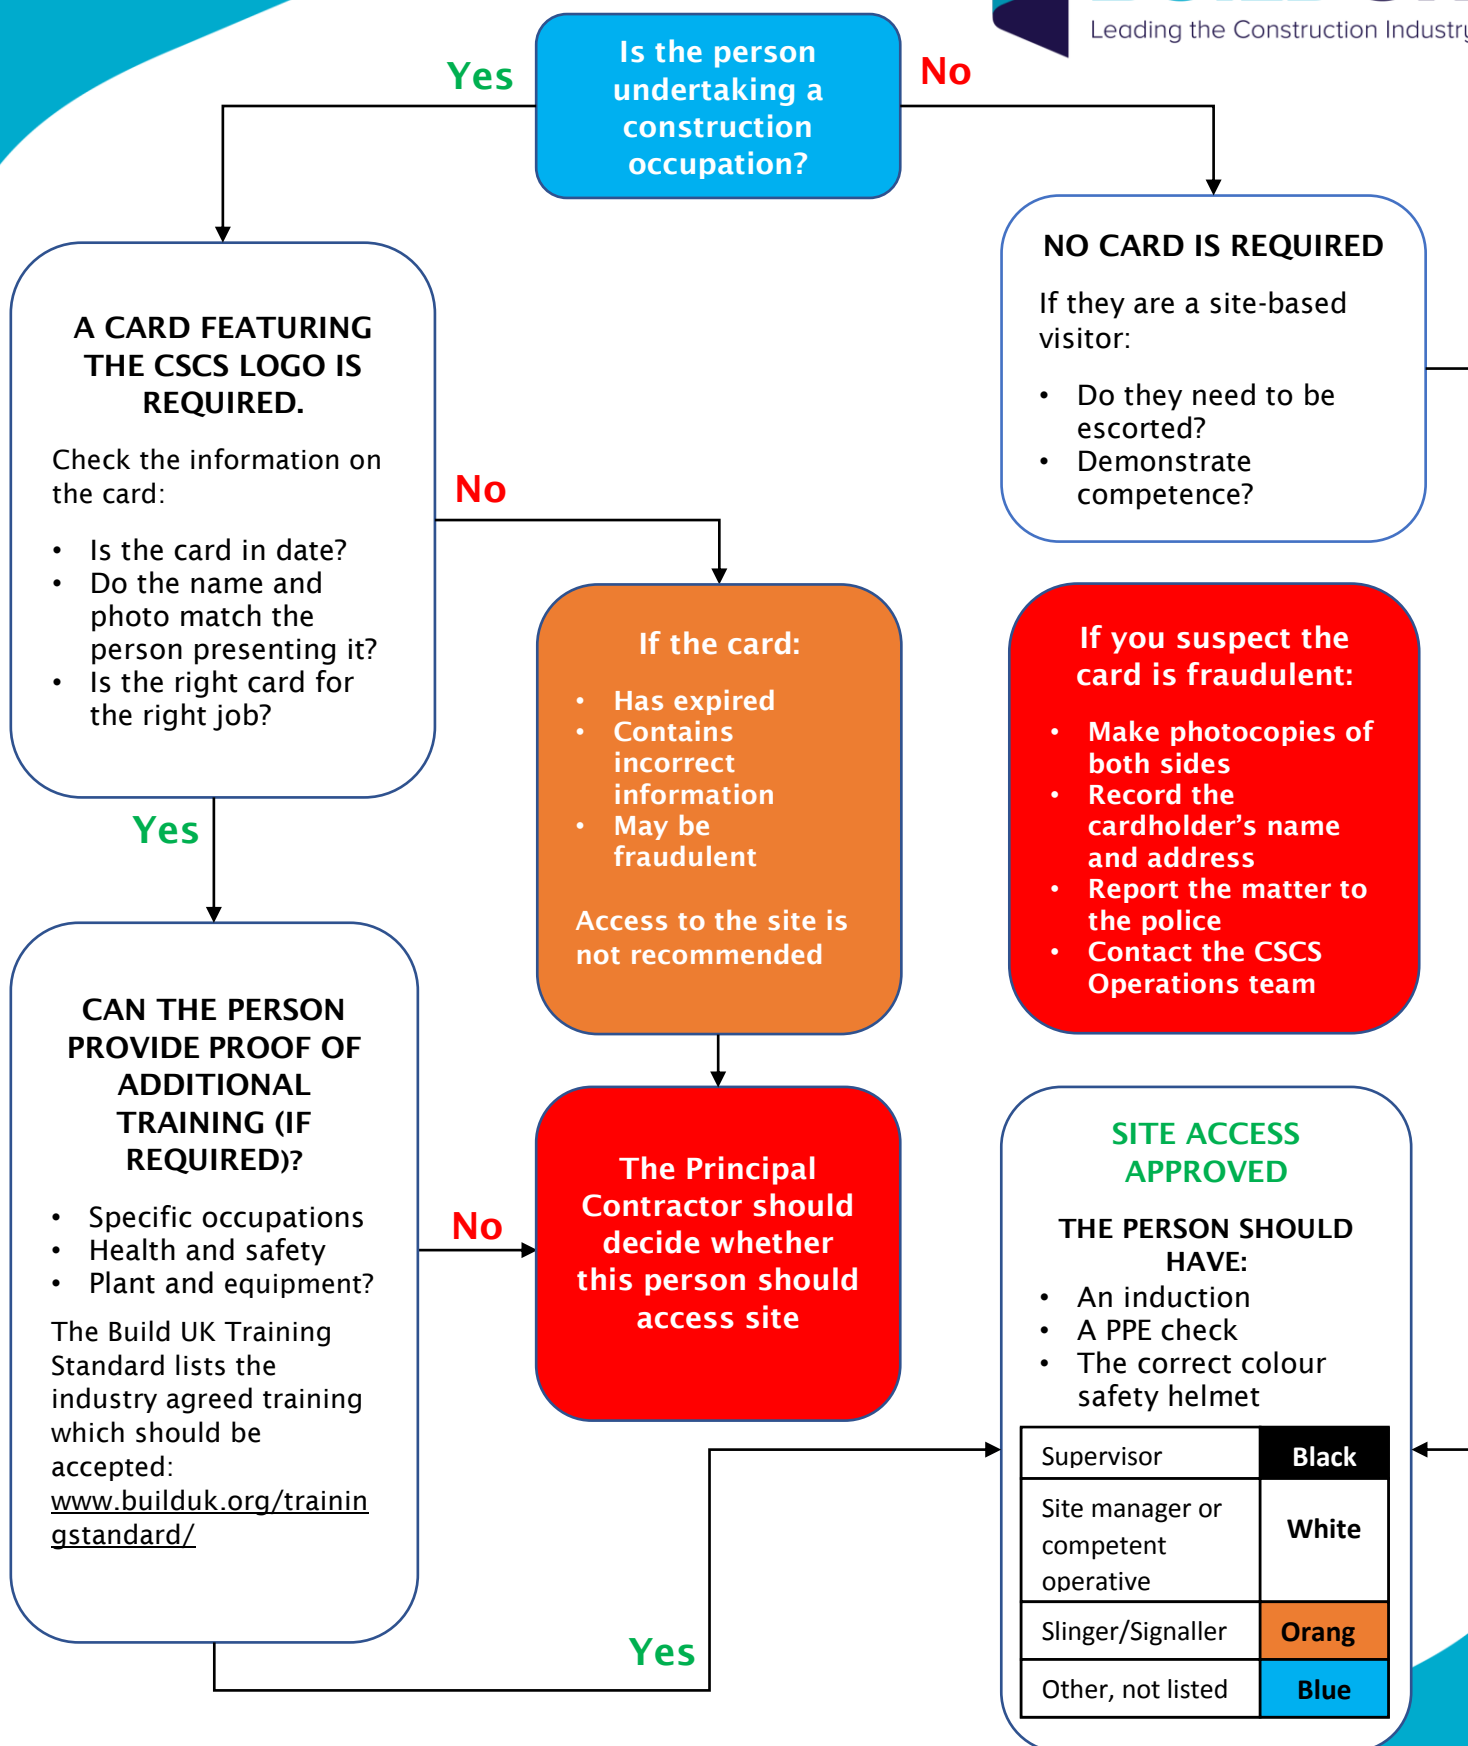 Leading the Construction Industry
Yes
Is the person
undertaking a
construction
occupation?
No
A CARD FEATURING
THE CSCS LOGO IS
REQUIRED.
Check the information on
the card:
• Is the card in date?
• Do the name and
photo match the
person presenting it?
• Is the right card for
the right job?
No
NO CARD IS REQUIRED
If they are a site-based
visitor:
• Do they need to be
escorted?
• Demonstrate
competence?
If the card:
• Has expired
• Contains
incorrect
information
• May be
fraudulent
Access to the site is
not recommended
If you suspect the
card is fraudulent:
• Make photocopies of
both sides
• Record the
cardholder's name
and address
• Report the matter to
the police
• Contact the CSCS
Operations team
Yes
CAN THE PERSON
PROVIDE PROOF OF
ADDITIONAL
TRAINING (IF
REQUIRED)?
• Specific occupations
• Health and safety
• Plant and equipment?
The Build UK Training
Standard lists the
industry agreed training
which should be
accepted:
www.builduk.org/trainin
gstandard/
No
The Principal
Contractor should
decide whether
this person should
access site
Yes
SITE ACCESS
APPROVED
THE PERSON SHOULD
HAVE:
• An induction
• A PPE check
• The correct colour
safety helmet
Supervisor Black
Site manager or
competent
operative
White
Slinger/Signaller Orang
Other, not listed Blue